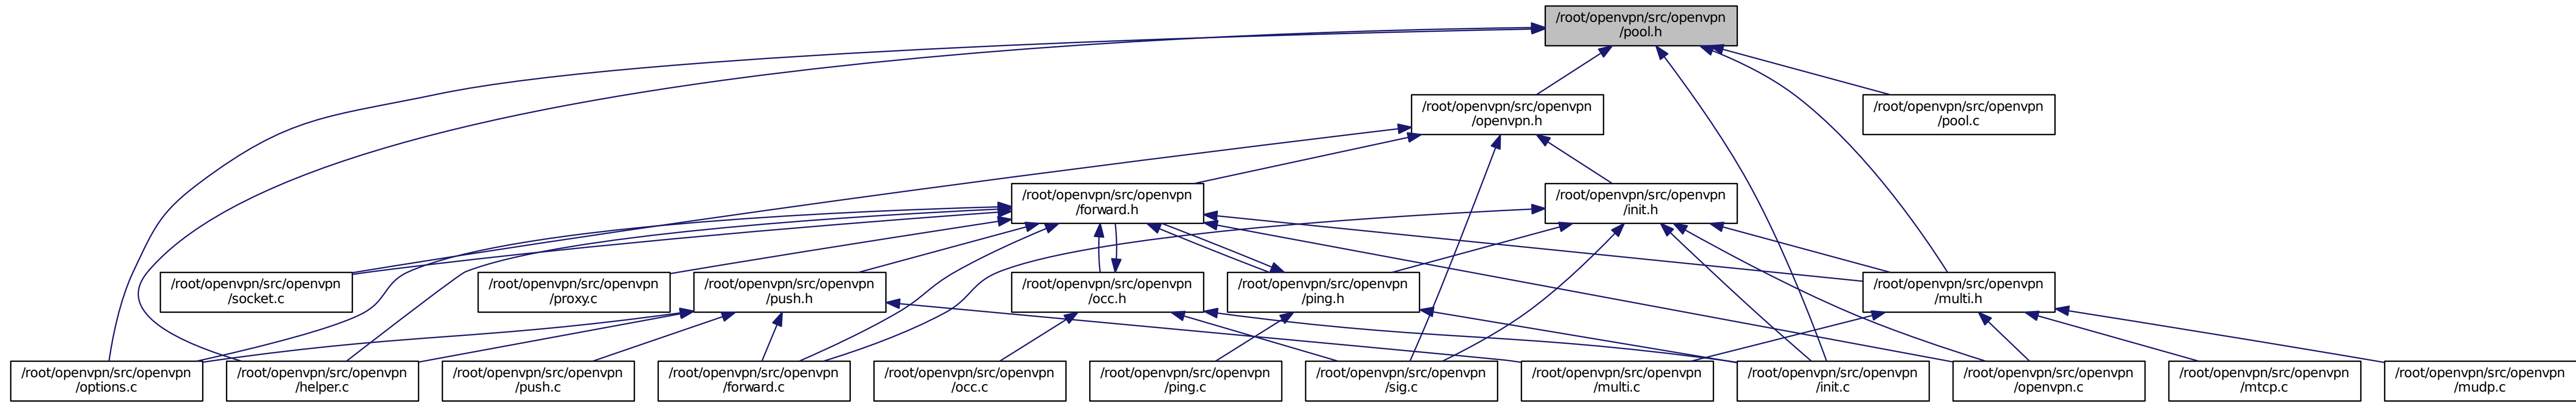 /root/openvpn/src/openvpn
/pool.h
/root/openvpn/src/openvpn
/openvpn.h
/root/openvpn/src/openvpn
/pool.c
/root/openvpn/src/openvpn
/forward.h
/root/openvpn/src/openvpn
/init.h
/root/openvpn/src/openvpn
/socket.c
/root/openvpn/src/openvpn
/proxy.c
/root/openvpn/src/openvpn
/push.h
/root/openvpn/src/openvpn
/occ.h
/root/openvpn/src/openvpn
/ping.h
/root/openvpn/src/openvpn
/multi.h
/root/openvpn/src/openvpn
/options.c
/root/openvpn/src/openvpn
/helper.c
/root/openvpn/src/openvpn
/push.c
/root/openvpn/src/openvpn
/forward.c
/root/openvpn/src/openvpn
/occ.c
/root/openvpn/src/openvpn
/ping.c
/root/openvpn/src/openvpn
/sig.c
/root/openvpn/src/openvpn
/multi.c
/root/openvpn/src/openvpn
/init.c
/root/openvpn/src/openvpn
/openvpn.c
/root/openvpn/src/openvpn
/mtcp.c
/root/openvpn/src/openvpn
/mudp.c